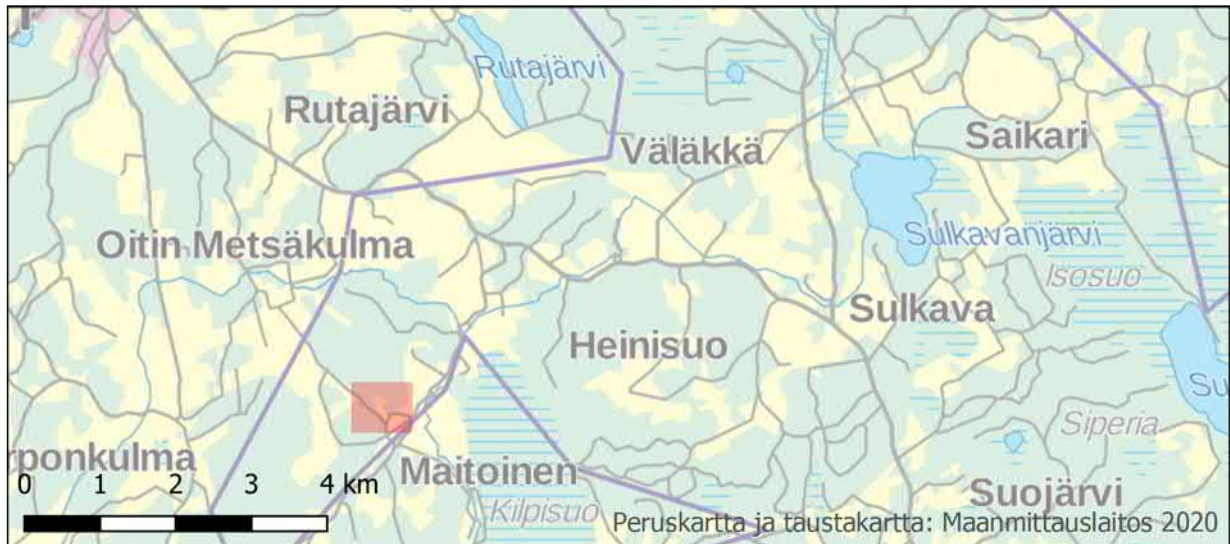 Rutajärvi
Rutajärvi
Väläkkä
Saikari
Oitin Metsäkulma
Sulkavanjärvi
Isosuo
Sulkava
Heinisuo
Su
Siperia
rponkulma
Maitoinen
Suojärvi
0 1 2 3 4 km
Kilpisuo
Peruskartta ja taustakartta: Maanmittauslaitos 2020